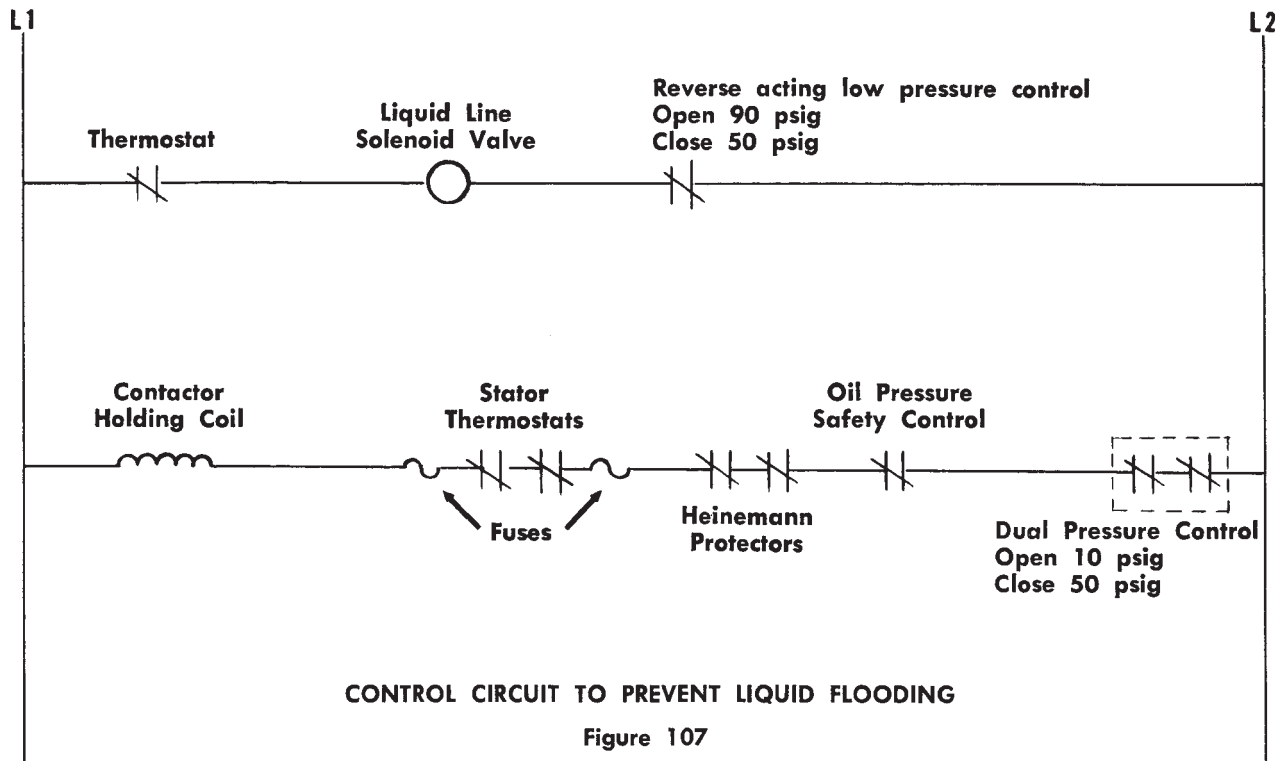 L1
L2
Thermostat
Liquid Line
Solenoid Valve
Reverse acting low pressure control
Open 90 psig
Close 50 psig
Contactor
Holding Coil
Stator
Thermostats
Oil Pressure
Safety Control
Fuses
Heinemann
Protectors
Dual Pressure Control
Open 10 psig
Close 50 psig
CONTROL CIRCUIT TO PREVENT LIQUID FLOODING
Figure 107